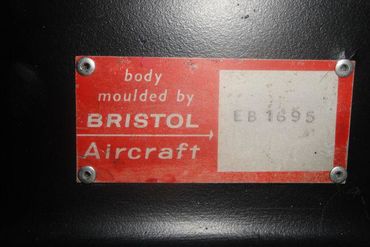 body
moulded by
BRISTOL
Aircraft
EB 1695